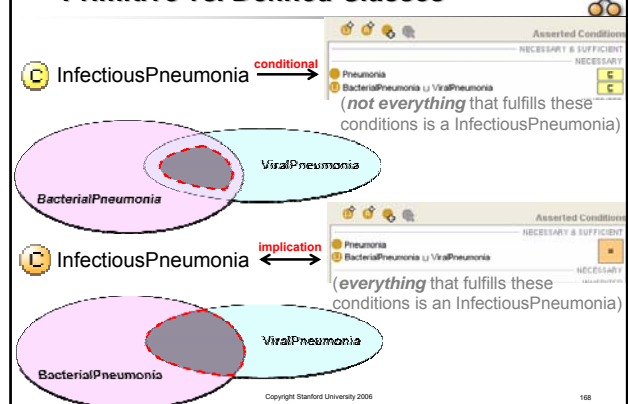 Primitive vs. Defined Classes
Asserted Conditions
NECESSARY & SUFFICIENT
NECESSARY
C InfectiousPneumonia
conditional
Pneumonia
BacterialPneumonia ⊔ ViralPneumonia
(not everything that fulfills these
conditions is a InfectiousPneumonia)
ViralPneumonia
BacterialPneumonia
Asserted Conditions
NECESSARY & SUFFICIENT
C InfectiousPneumonia
implication
Pneumonia
BacterialPneumonia ⊔ ViralPneumonia
NECESSARY
(everything that fulfills these
conditions is an InfectiousPneumonia)
ViralPneumonia
BacterialPneumonia
Copyright Stanford University 2006
168